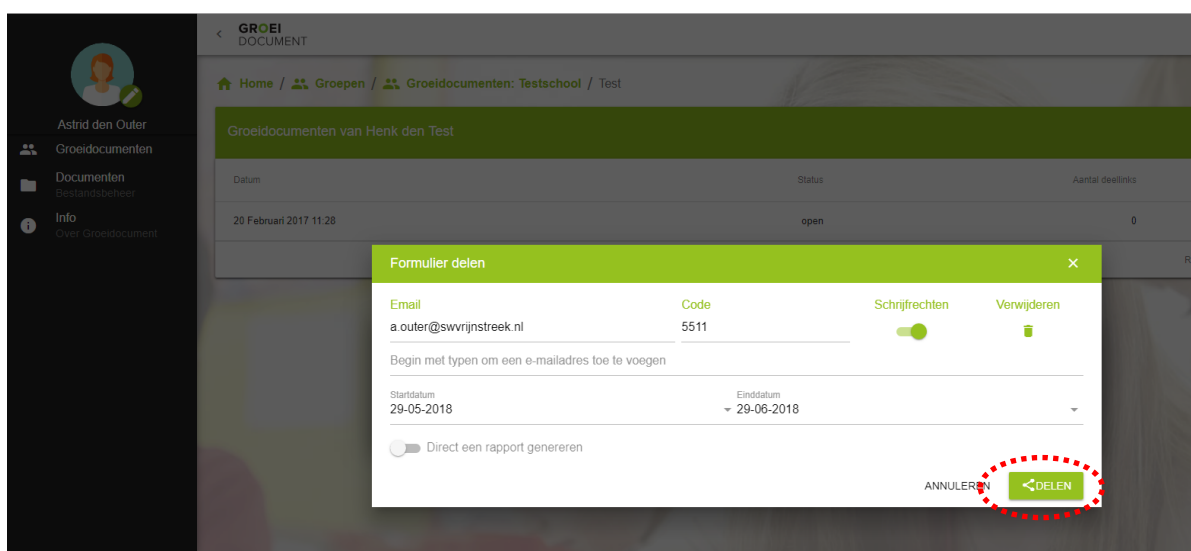 GROEI
DOCUMENT
Home / Groepen / Groeidocumenten: Testschool / Test
Astrid den Outer
Groeidocumenten
Documenten
Bestandsbeheer
Info
Over Groeidocument
Groeidocumenten van Henk den Test
Datum Status Aantal deellinks
20 Februari 2017 11:28 open 0
R
Formulier delen
Email Code Schrijfrechten Verwijderen
a.outer@swvrijnstreek.nl 5511
Begin met typen om een e-mailadres toe te voegen
Startdatum Einddatum
29-05-2018 29-06-2018
Direct een rapport genereren
ANNULEREN DELEN